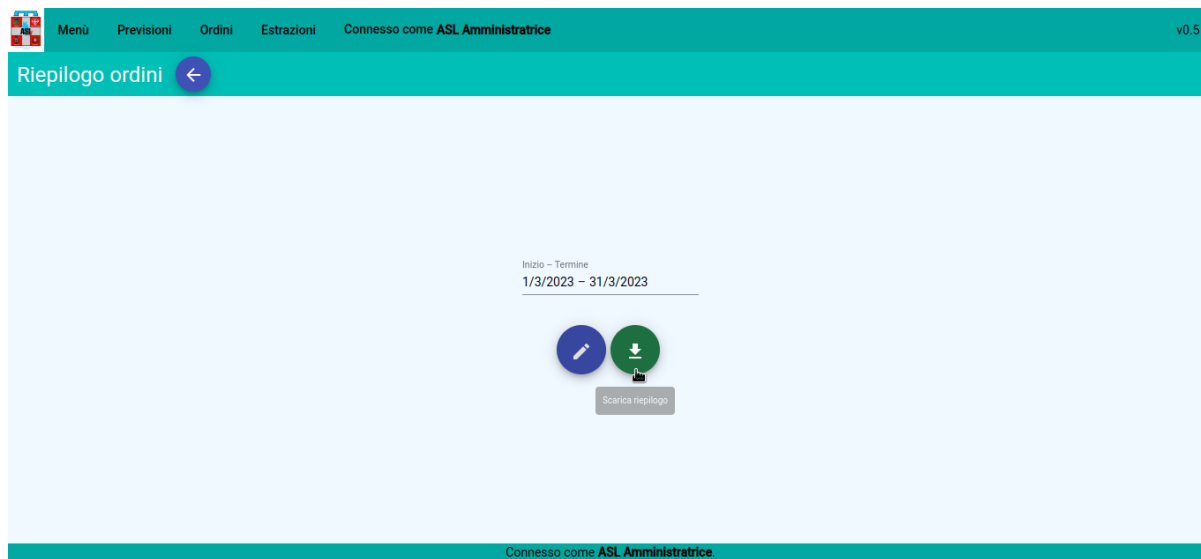 ASL Menù Previsioni Ordini Estrazioni Connesso come ASL Amministratrice v0.5
Riepilogo ordini
Inizio – Termine
1/3/2023 – 31/3/2023
Scarica riepilogo
Connesso come ASL Amministratrice.